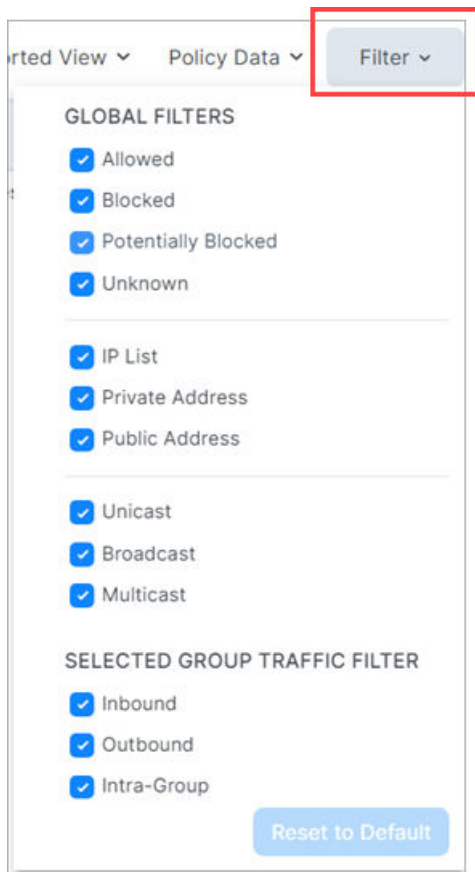 rted View Policy Data Filter
GLOBAL FILTERS
Allowed
Blocked
Potentially Blocked
Unknown
IP List
Private Address
Public Address
Unicast
Broadcast
Multicast
SELECTED GROUP TRAFFIC FILTER
Inbound
Outbound
Intra-Group
Reset to Default